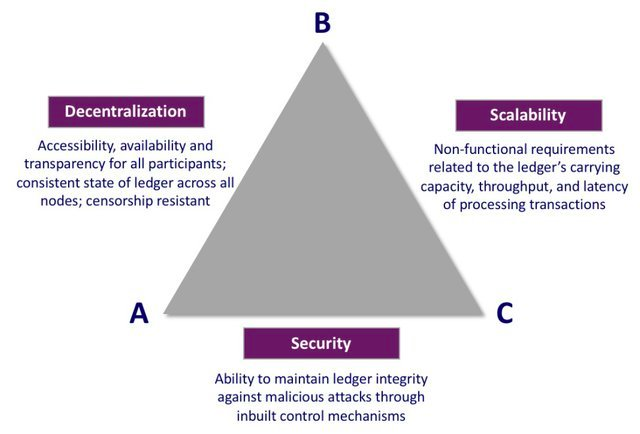 B
Decentralization
Accessibility, availability and
transparency for all participants;
consistent state of ledger across all
nodes; censorship resistant
Scalability
Non-functional requirements
related to the ledger's carrying
capacity, throughput, and latency
of processing transactions
A
C
Security
Ability to maintain ledger integrity
against malicious attacks through
inbuilt control mechanisms